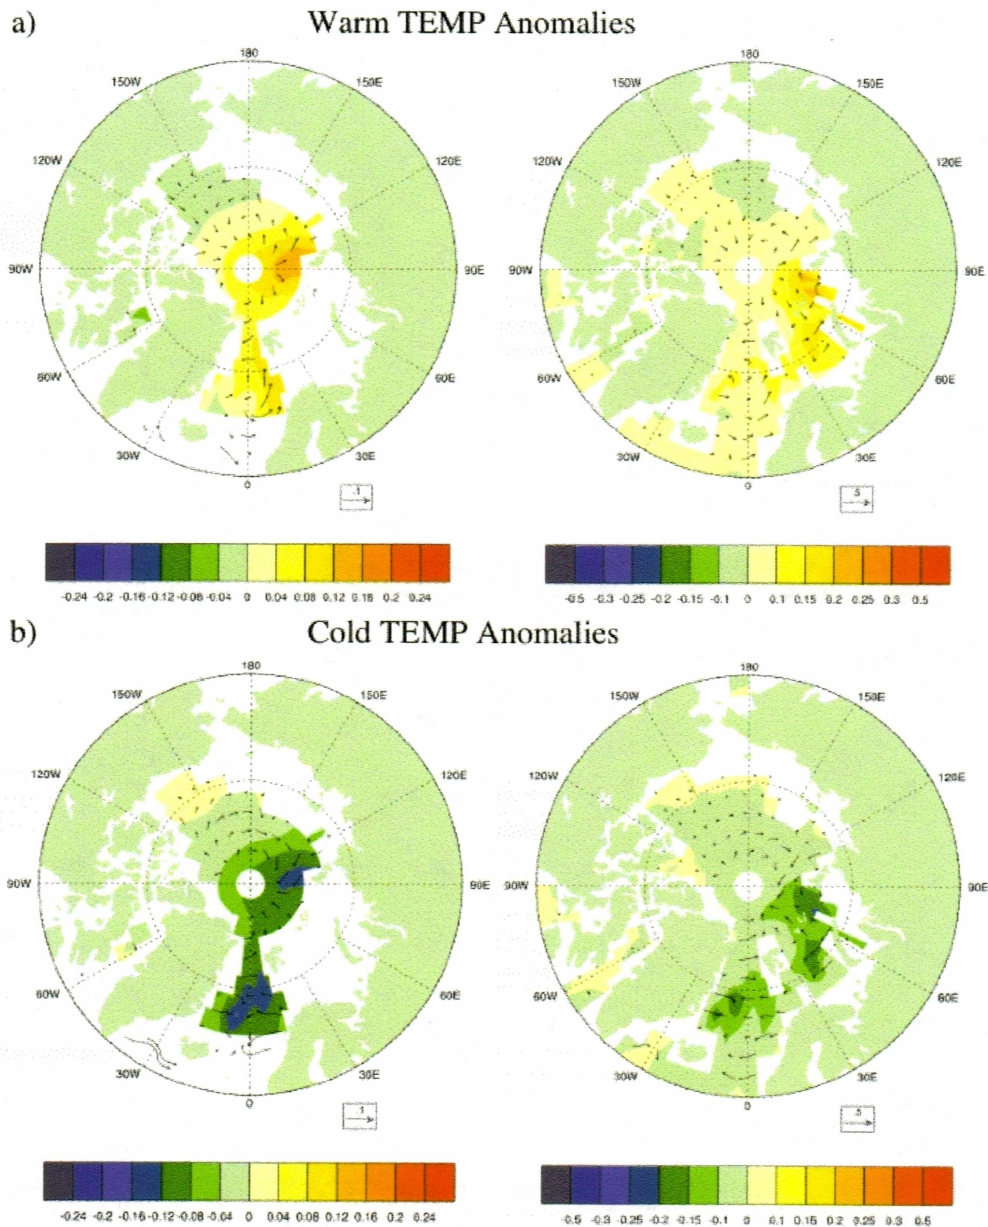 a) Warm TEMP Anomalies
180 180
150W 150E 150W 150E
120W 120E 120W 120E
90W 90E 90W 90E
60W 60E 60W 60E
30W 30E 30W 30E
0 0
.1 .5
-0.24 -0.2 -0.16 -0.12 -0.08 -0.04 0 0.04 0.08 0.12 0.16 0.2 0.24 -0.5 -0.3 -0.25 -0.2 -0.15 -0.1 0 0.1 0.15 0.2 0.25 0.3 0.5
b) Cold TEMP Anomalies
180 180
150W 150E 150W 150E
120W 120E 120W 120E
90W 90E 90W 90E
60W 60E 60W 60E
30W 30E 30W 30E
0 0
.1 .5
-0.24 -0.2 -0.16 -0.12 -0.08 -0.04 0 0.04 0.08 0.12 0.16 0.2 0.24 -0.5 -0.3 -0.25 -0.2 -0.15 -0.1 0 0.1 0.15 0.2 0.25 0.3 0.5